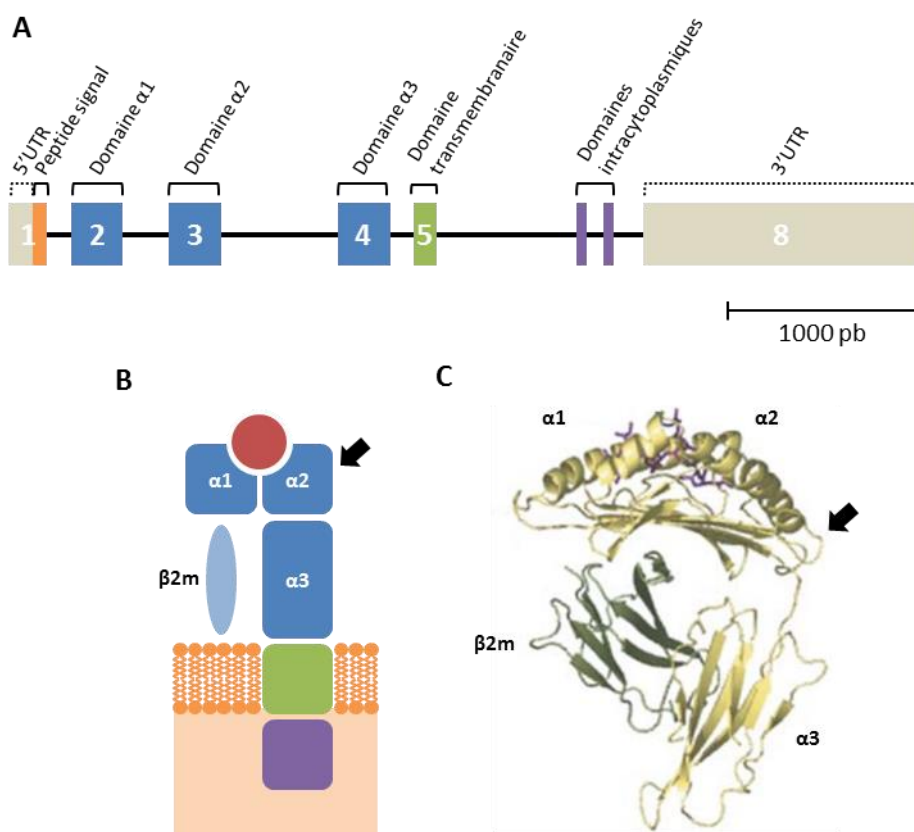 A
5'UTR
Peptide signal
Domaine α1
Domaine α2
Domaine α3
Domaine
transmembranaire
Domaines
intracytoplasmiques
3'UTR
1
2
3
4
5
8
1000 pb
B
C
α1
α2
α1
α2
β2m
α3
β2m
α3